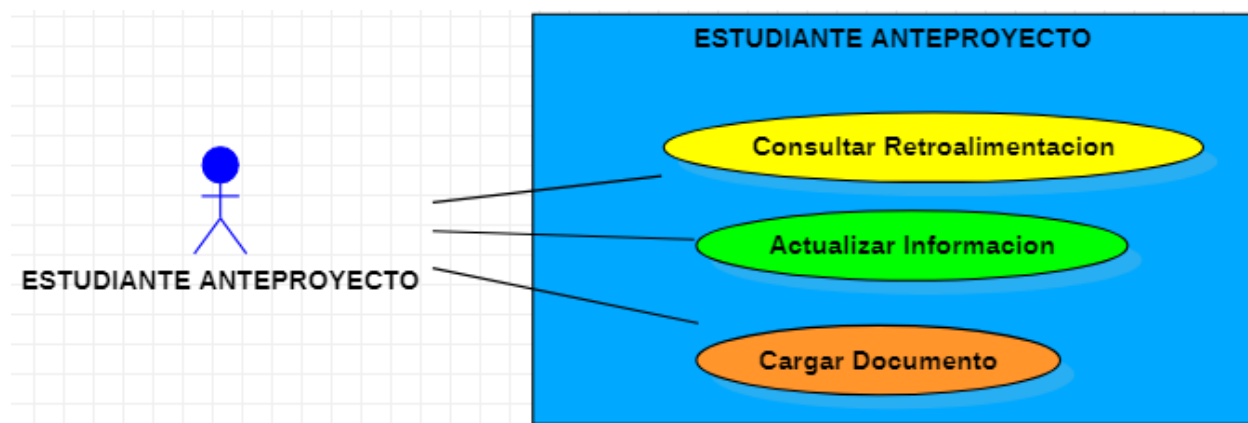 ESTUDIANTE ANTEPROYECTO
Consultar Retroalimentacion
Actualizar Informacion
ESTUDIANTE ANTEPROYECTO
Cargar Documento